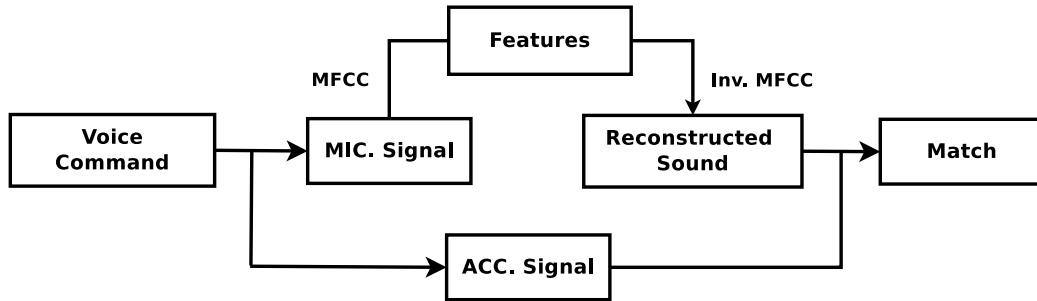 Features
MFCC
Inv. MFCC
Voice
Command
MIC. Signal
Reconstructed
Sound
Match
ACC. Signal